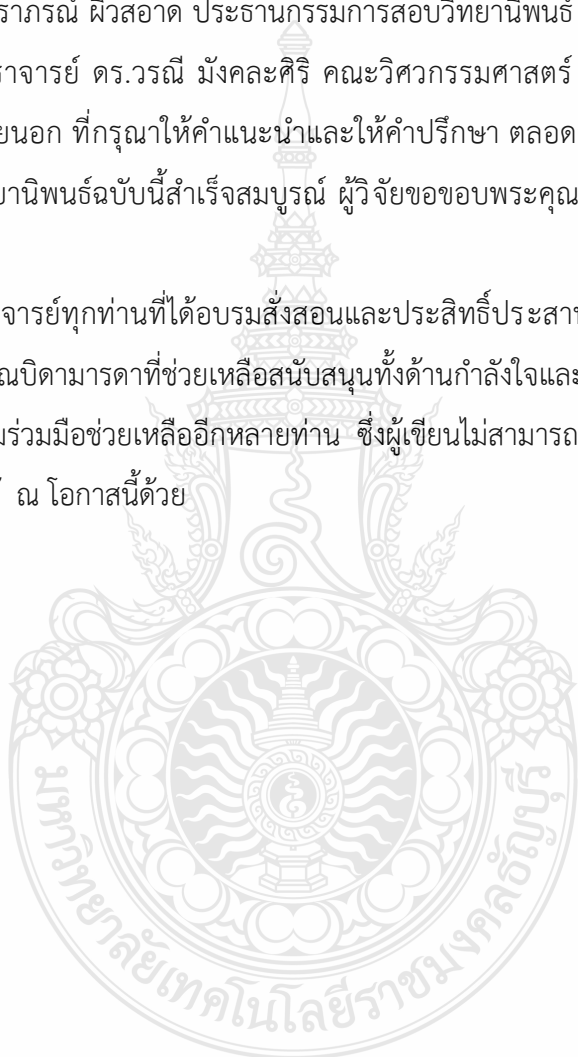 ราภรณ์ ผิวสอาด ประธานกรรมการสอบวิทยานิพนธ์
ราจารย์ ดร.วรณี มังคละศิริ คณะวิศวกรรมศาสตร์
ยนอก ที่กรุณาให้คำแนะนำและให้คำปรึกษา ตลอด
ยานิพนธ์ฉบับนี้สำเร็จสมบูรณ์ ผู้วิจัยขอขอบพระคุณ
จารย์ทุกท่านที่ได้อบรมสั่งสอนและประสิทธิ์ประสาท
ณบิดามารดาที่ช่วยเหลือสนับสนุนทั้งด้านกำลังใจและ
มร่วมมือช่วยเหลืออีกหลายท่าน ซึ่งผู้เขียนไม่สามารถ
ณ โอกาสนี้ด้วย
มหาวิทยาลัยเทคโนโลยีราชมงคลธัญบุรี